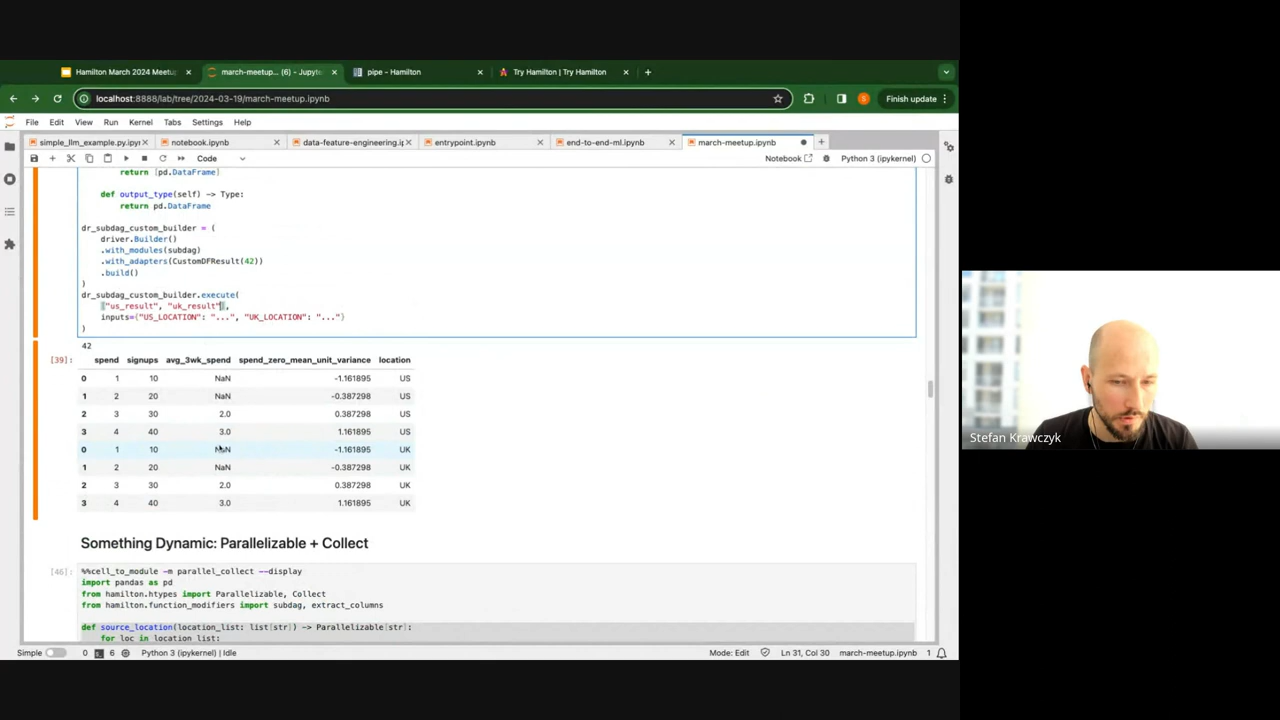 Hamilton March 2024 Meetu
march-meetup... (6) - Jupyte
pipe - Hamilton
Try Hamilton | Try Hamilton
localhost:8888/lab/tree/2024-03-19/march-meetup.ipynb
Finish update
File Edit View Run Kernel Tabs Settings Help
simple_llm_example.py.ipy
notebook.ipynb
data-feature-engineering.ip
entrypoint.ipynb
end-to-end-ml.ipynb
march-meetup.ipynb
Code
Notebook
Python 3 (ipykernel)
return [pd.DataFrame]
def output_type(self) -> Type:
return pd.DataFrame
dr_subdag_custom_builder = (
driver.Builder()
.with_modules(subdag)
.with_adapters(CustomDFResult(42))
.build()
)
dr_subdag_custom_builder.execute(
["us_result", "uk_result"],
inputs={"US_LOCATION": "...", "UK_LOCATION": "..."}
)
42
[39]:
spend signups avg_3wk_spend spend_zero_mean_unit_variance location
0 1 10 NaN -1.161895 US
1 2 20 NaN -0.387298 US
2 3 30 2.0 0.387298 US
3 4 40 3.0 1.161895 US
0 1 10 NaN -1.161895 UK
1 2 20 NaN -0.387298 UK
2 3 30 2.0 0.387298 UK
3 4 40 3.0 1.161895 UK
Something Dynamic: Parallelizable + Collect
[46]:
%%cell_to_module -m parallel_collect --display
import pandas as pd
from hamilton.htypes import Parallelizable, Collect
from hamilton.function_modifiers import subdag, extract_columns
def source_location(location_list: list[str]) -> Parallelizable[str]:
for loc in location_list:
Simple 0 6 Python 3 (ipykernel) | Idle
Mode: Edit Ln 31, Col 30 march-meetup.ipynb 1
Stefan Krawczyk